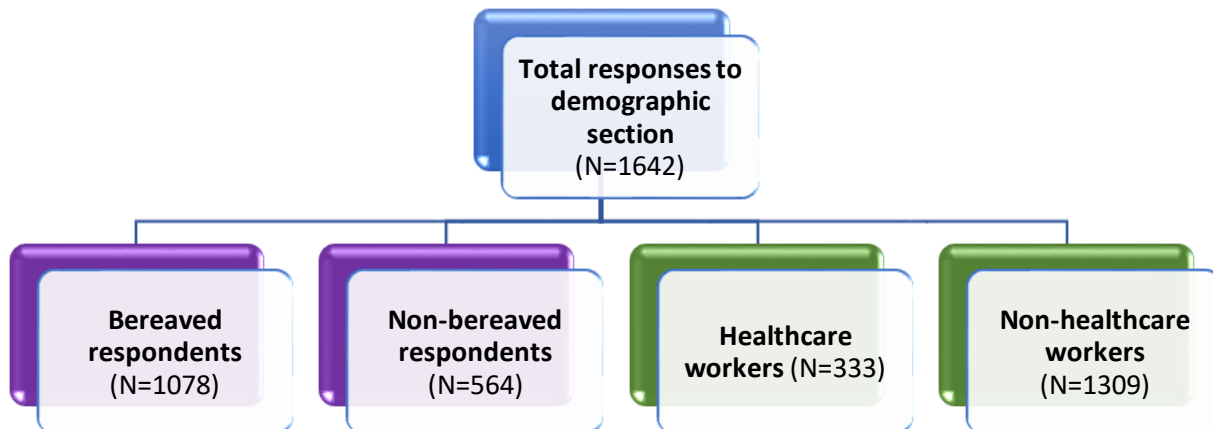 Total responses to
demographic
section
(N=1642)
Bereaved
respondents
(N=1078)
Non-bereaved
respondents
(N=564)
Healthcare
workers (N=333)
Non-healthcare
workers
(N=1309)